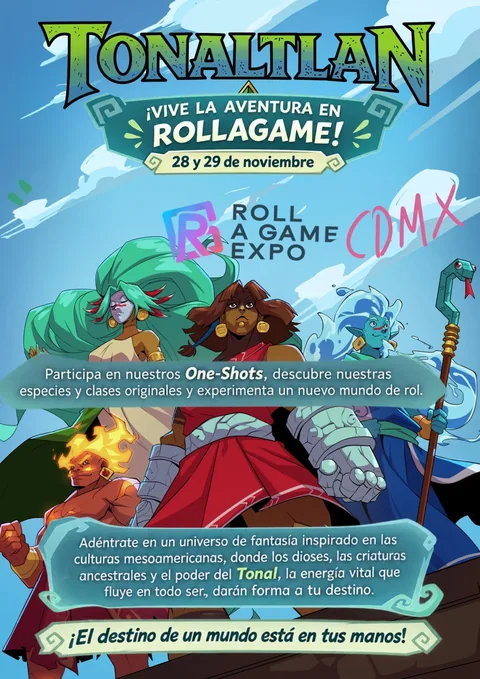 TONALTLAN
¡VIVE LA AVENTURA EN
ROLLAGAME!
28 y 29 de noviembre
R
ROLL
A GAME
EXPO
CDMX
Participa en nuestros One-Shots, descubre nuestras
especies y clases originales y experimenta un nuevo mundo de rol.
Adéntrate en un universo de fantasía inspirado en las
culturas mesoamericanas, donde los dioses, las criaturas
ancestrales y el poder del Tonal, la energía vital que
fluye en todo ser., darán forma a tu destino.
¡El destino de un mundo está en tus manos!